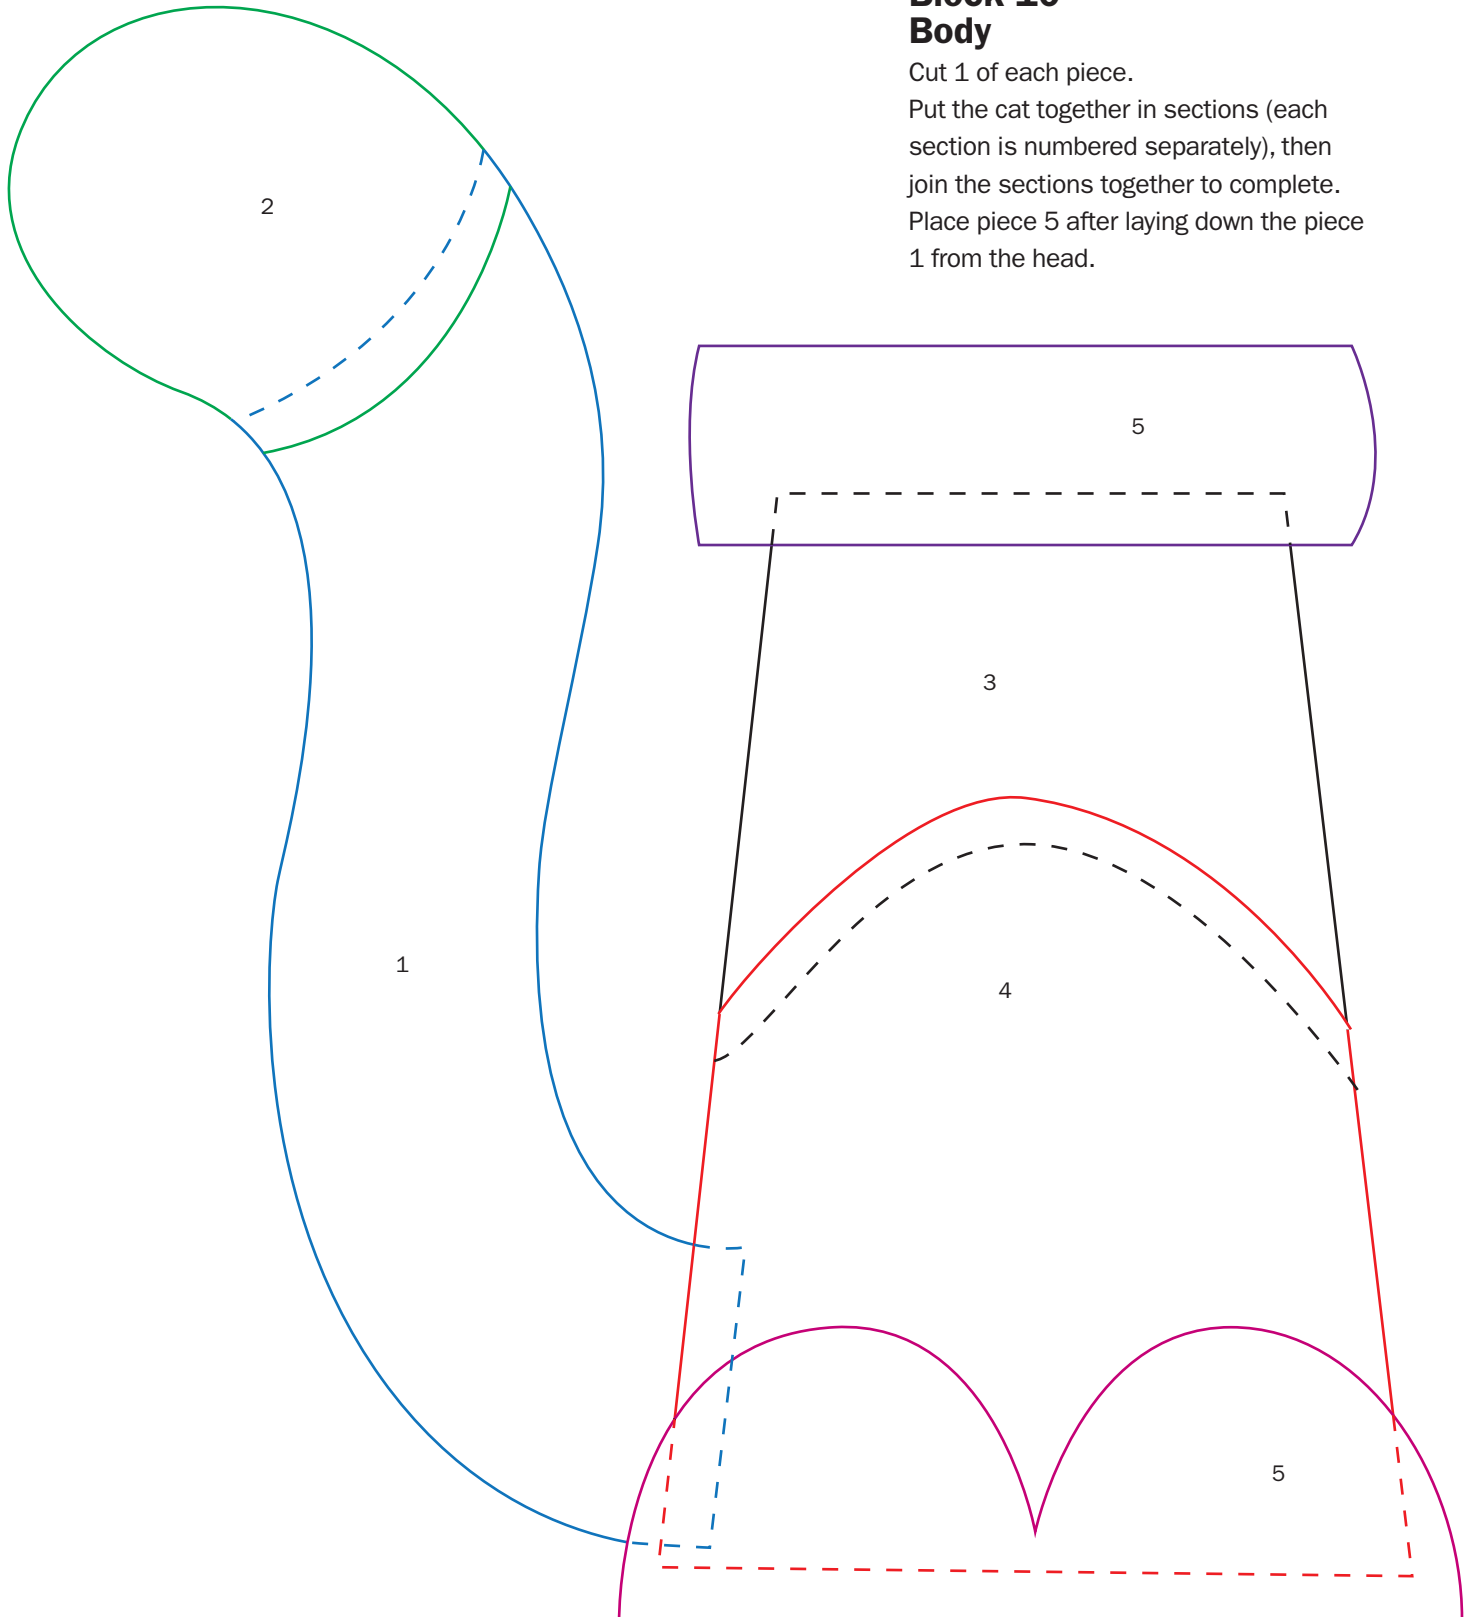 Body
Cut 1 of each piece.
Put the cat together in sections (each
section is numbered separately), then
join the sections together to complete.
Place piece 5 after laying down the piece
1 from the head.
2
5
3
1
4
5